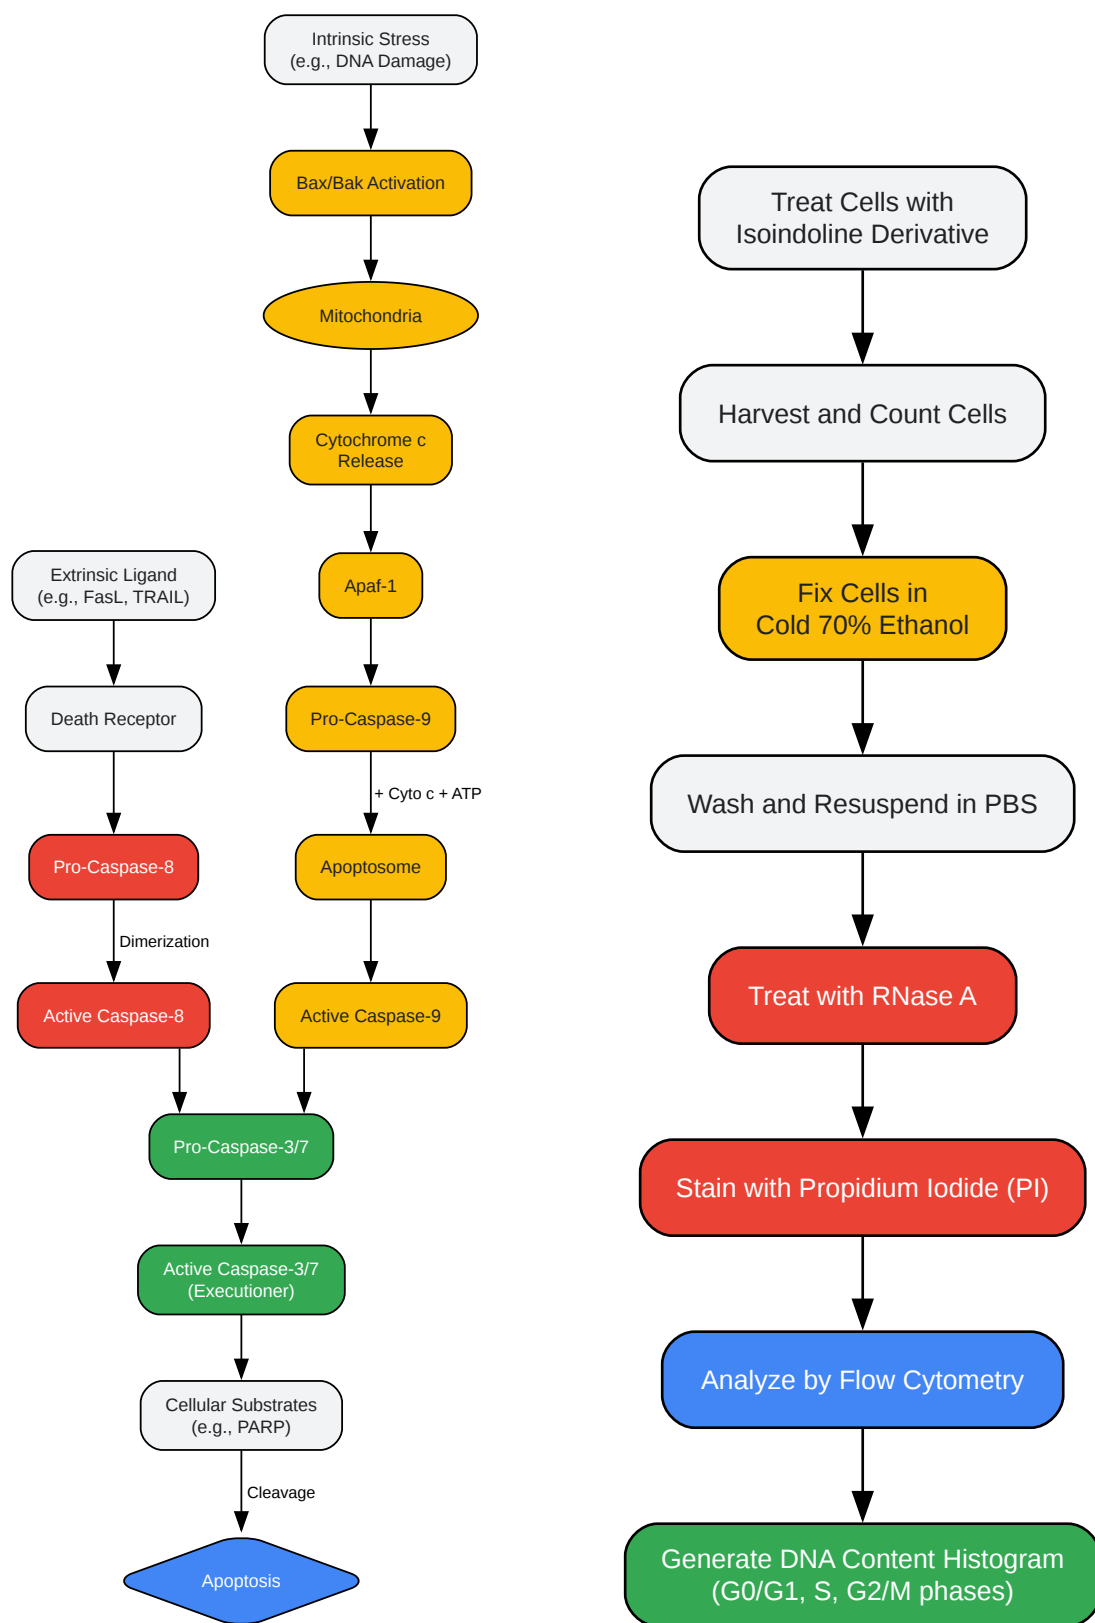 Intrinsic Stress
(e.g., DNA Damage)
Bax/Bak Activation
Mitochondria
Cytochrome c
Release
Extrinsic Ligand
(e.g., FasL, TRAIL)
Apaf-1
Death Receptor
Pro-Caspase-9
+ Cyto c + ATP
Pro-Caspase-8
Apoptosome
Dimerization
Active Caspase-8
Active Caspase-9
Pro-Caspase-3/7
Active Caspase-3/7
(Executioner)
Cellular Substrates
(e.g., PARP)
Cleavage
Apoptosis
Treat Cells with
Isoindoline Derivative
Harvest and Count Cells
Fix Cells in
Cold 70% Ethanol
Wash and Resuspend in PBS
Treat with RNase A
Stain with Propidium Iodide (PI)
Analyze by Flow Cytometry
Generate DNA Content Histogram
(G0/G1, S, G2/M phases)